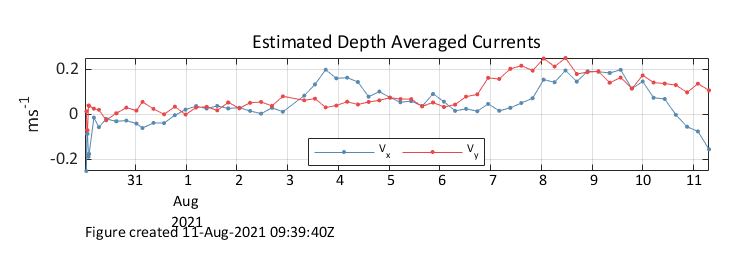 Estimated Depth Averaged Currents
0.2
0
-0.2
ms-1
Vx Vy
31 1 2 3 4 5 6 7 8 9 10 11
Aug
2021
Figure created 11-Aug-2021 09:39:40Z